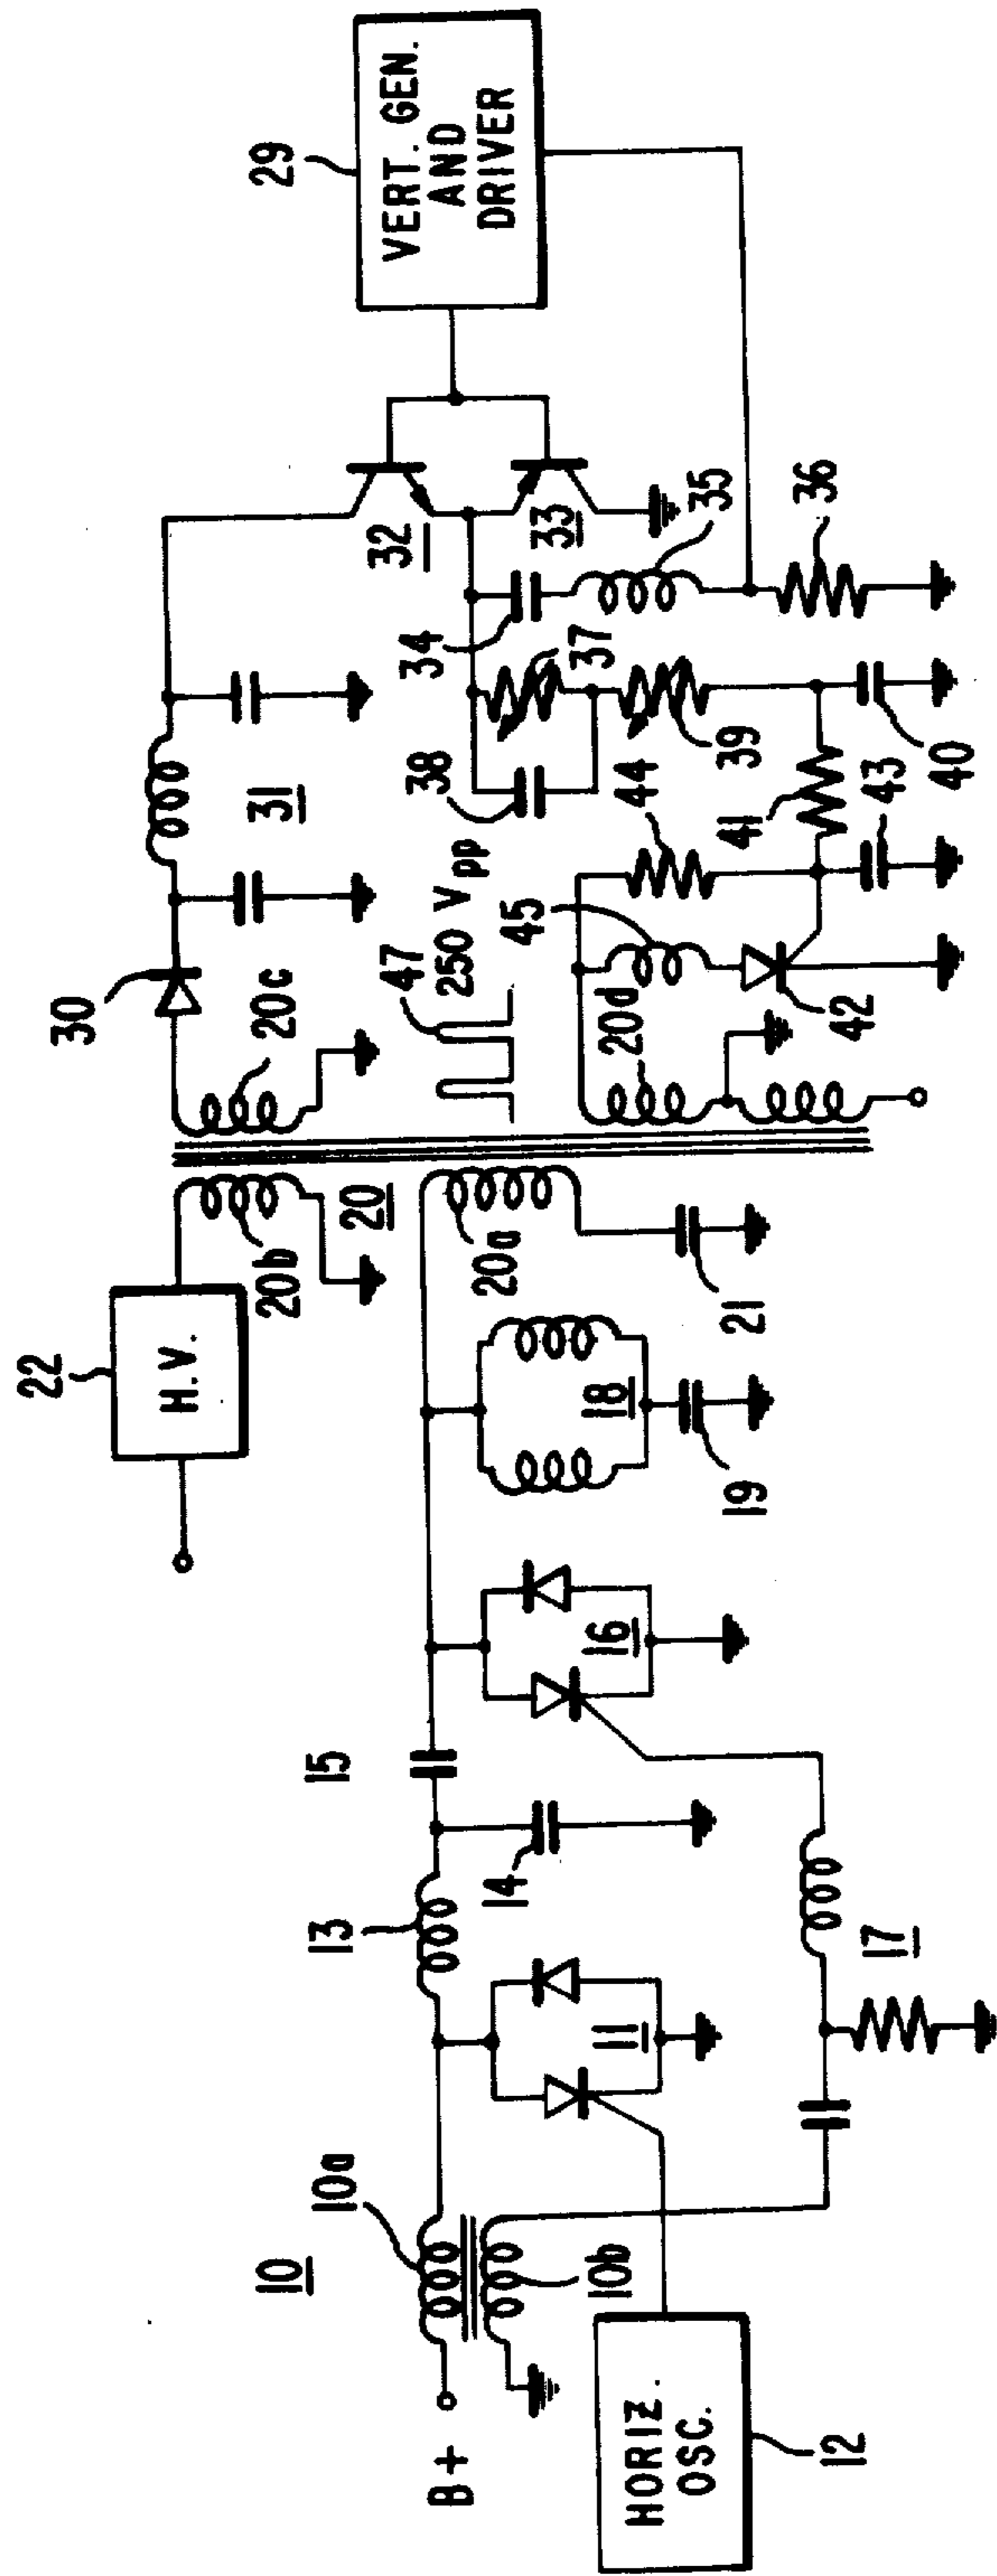 22
H.V.
30
20c
20b
20
31
47
250 Vpp
29
VERT. GEN.
AND
DRIVER
32
33
34
35
36
37
38
39
40
41
42
43
44
45
20d
20a
21
18
19
16
15
14
13
11
17
10
10a
10b
B+
HORIZ.
OSC.
12